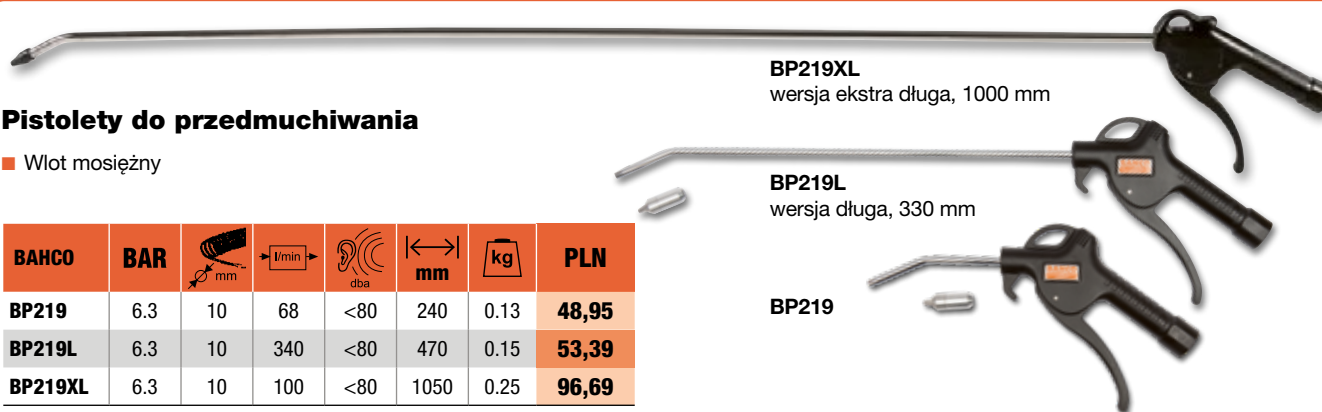 BP219XL
wersja ekstra długa, 1000 mm
Pistolety do przedmuchiwania
Wlot mosiężny
BP219L
wersja długa, 330 mm
BP219
BAHCO BAR mm l/min dba mm kg PLN
BP219 6.3 10 68 <80 240 0.13 48,95
BP219L 6.3 10 340 <80 470 0.15 53,39
BP219XL 6.3 10 100 <80 1050 0.25 96,69